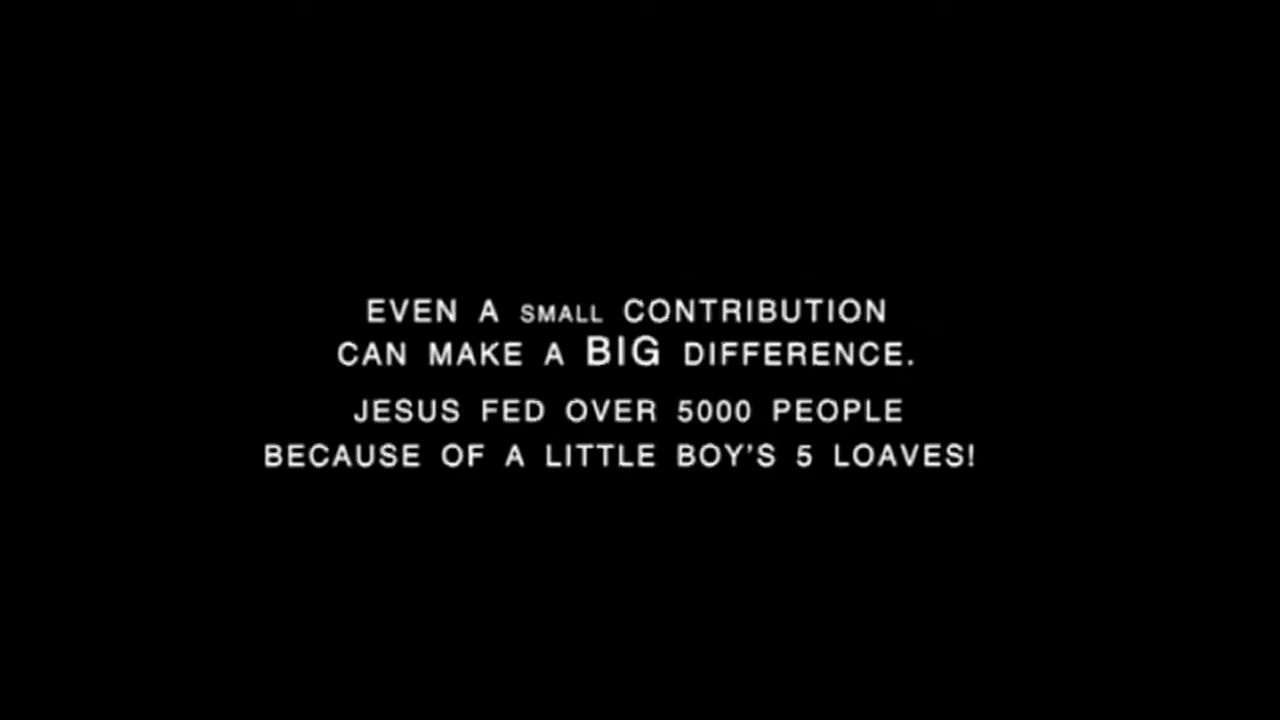 EVEN A SMALL CONTRIBUTION
CAN MAKE A BIG DIFFERENCE.
JESUS FED OVER 5000 PEOPLE
BECAUSE OF A LITTLE BOY'S 5 LOAVES!